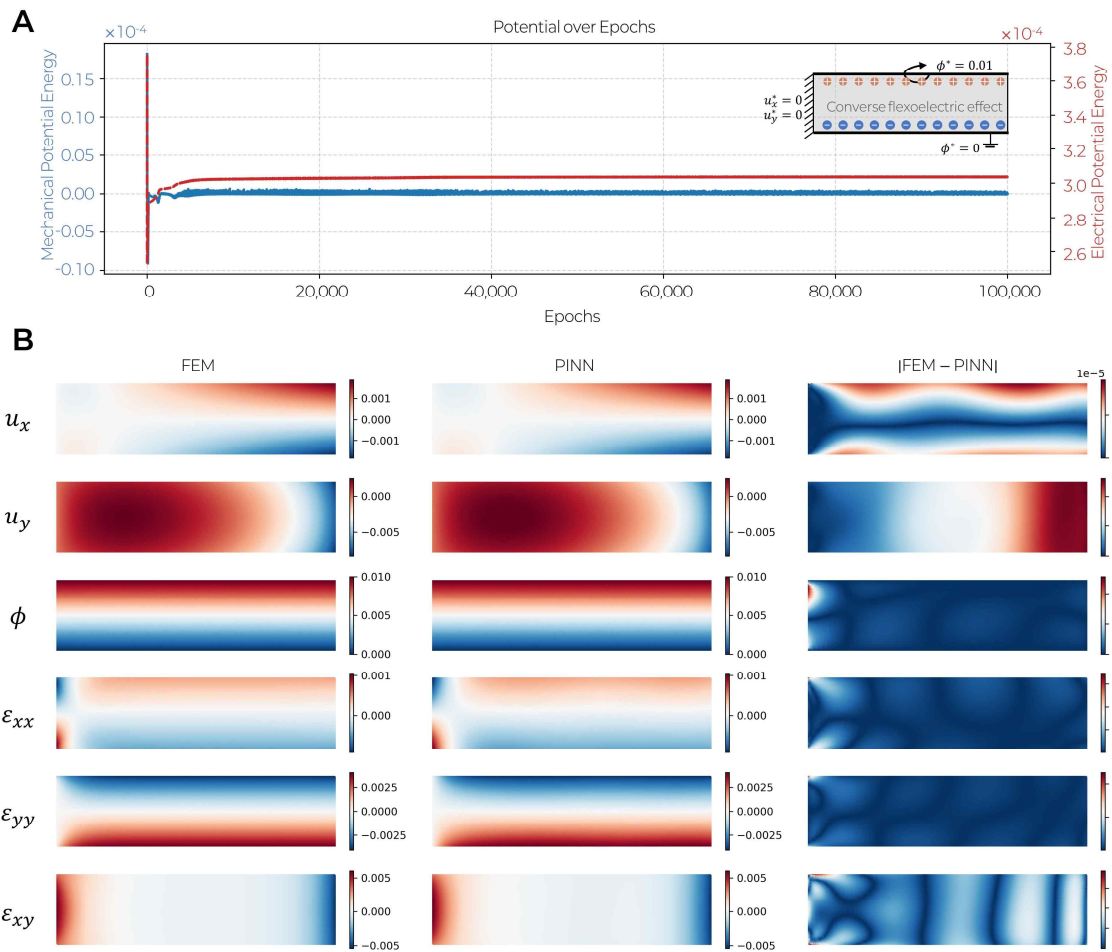 A
Potential over Epochs
×10⁻⁴
×10⁻⁴
Mechanical Potential Energy
0.15
0.10
0.05
0.00
-0.05
-0.10
3.8
3.6
3.4
3.2
3.0
2.8
2.6
Electrical Potential Energy
ϕ* = 0.01
u*ₓ = 0
u*ᵧ = 0
Converse flexoelectric effect
ϕ* = 0
0
20,000
40,000
60,000
80,000
100,000
Epochs
B
FEM
PINN
|FEM – PINN|
1e-5
uₓ
0.001
0.000
−0.001
0.001
0.000
−0.001
uᵧ
0.000
−0.005
0.000
−0.005
ϕ
0.010
0.005
0.000
0.010
0.005
0.000
εₓₓ
0.001
0.000
0.001
0.000
εᵧᵧ
0.0025
0.0000
−0.0025
0.0025
0.0000
−0.0025
εₓᵧ
0.005
0.000
−0.005
0.005
0.000
−0.005